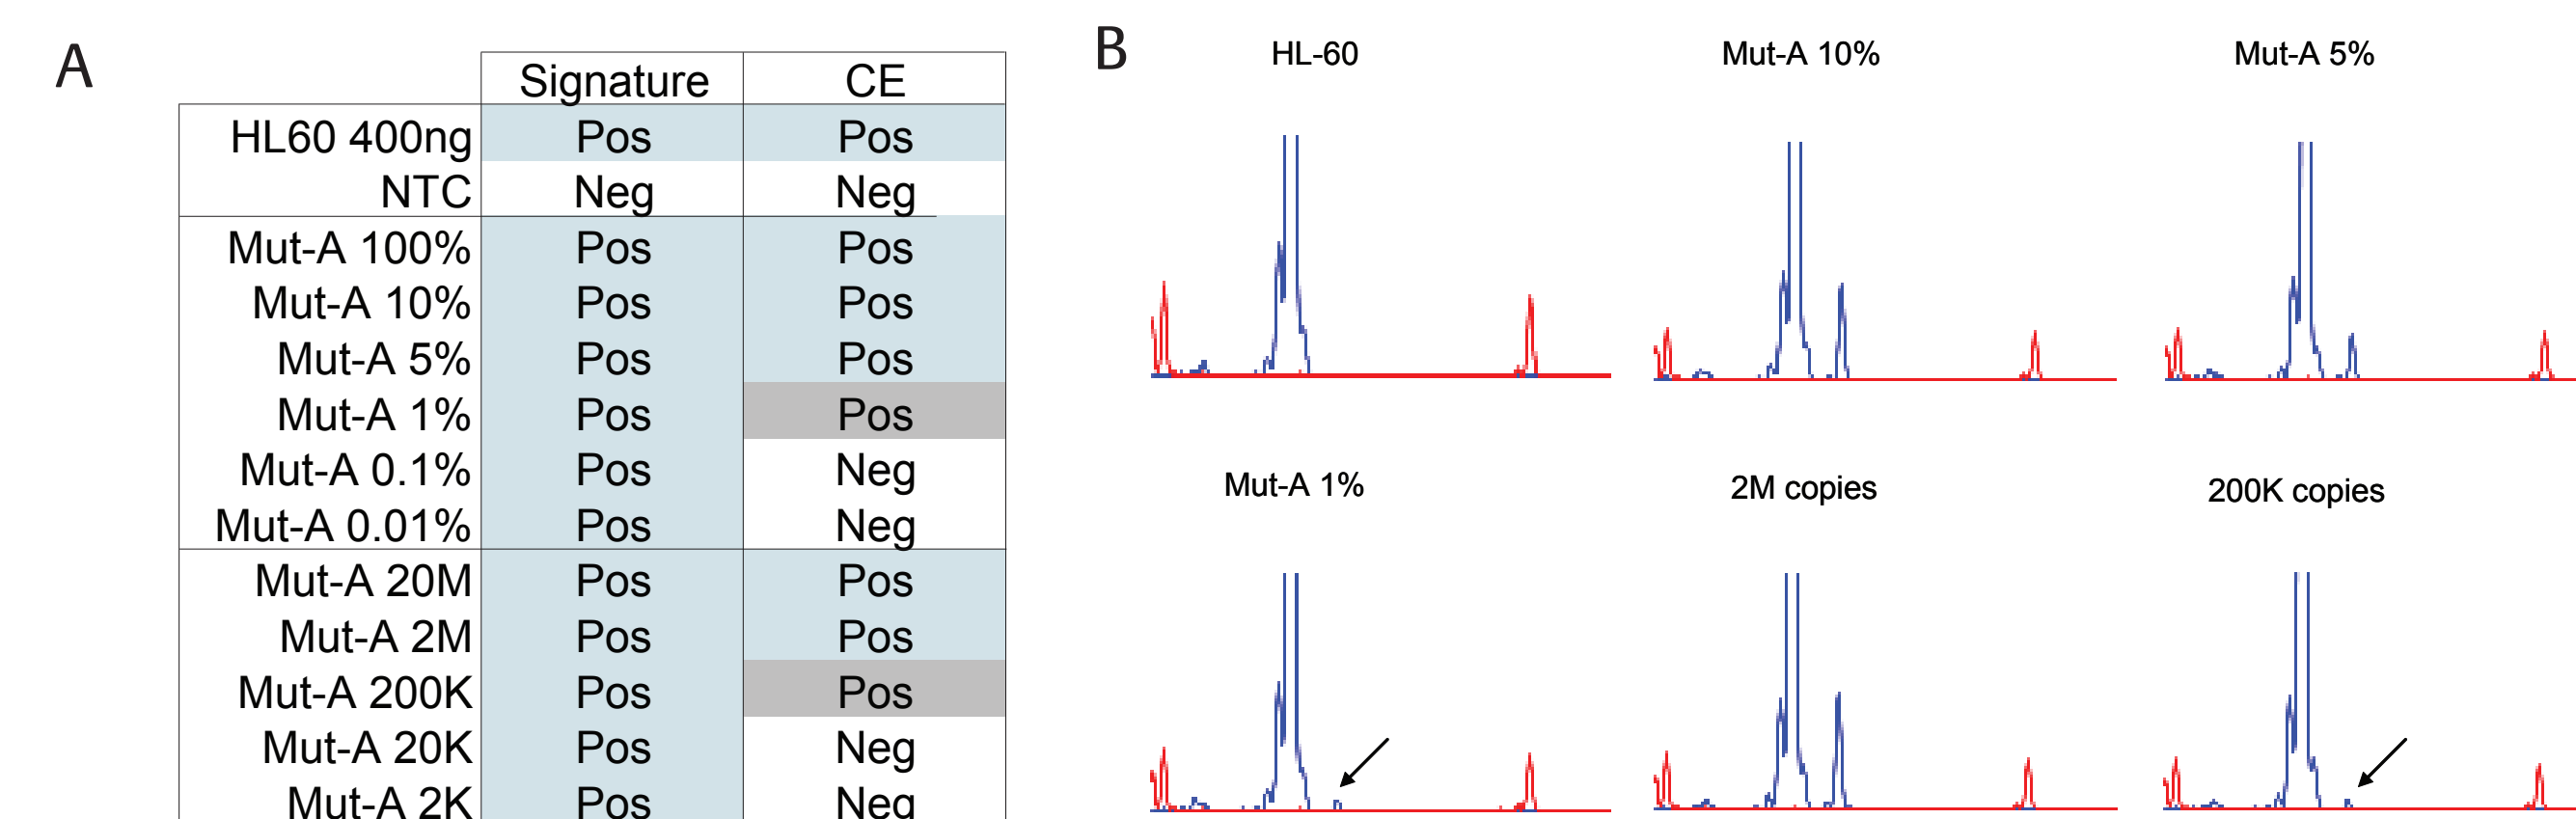 A
Signature CE
HL60 400ng Pos Pos
NTC Neg Neg
Mut-A 100% Pos Pos
Mut-A 10% Pos Pos
Mut-A 5% Pos Pos
Mut-A 1% Pos Pos
Mut-A 0.1% Pos Neg
Mut-A 0.01% Pos Neg
Mut-A 20M Pos Pos
Mut-A 2M Pos Pos
Mut-A 200K Pos Pos
Mut-A 20K Pos Neg
Mut-A 2K Pos Neg
B
HL-60 Mut-A 10% Mut-A 5%
Mut-A 1% 2M copies 200K copies